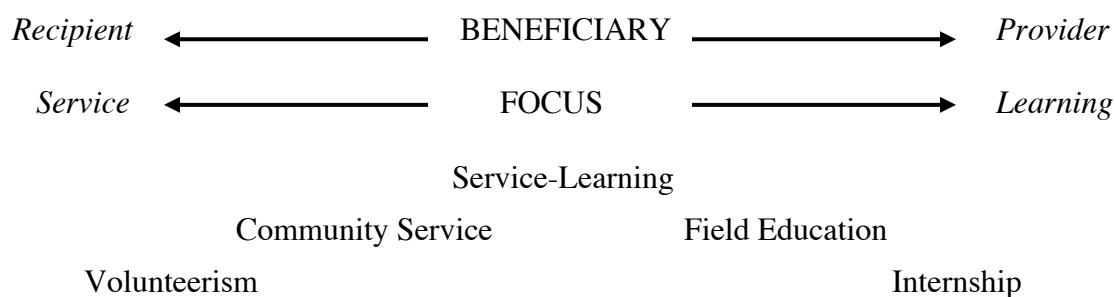 Recipient BENEFICIARY Provider
Service FOCUS Learning
Service-Learning
Community Service Field Education
Volunteerism Internship